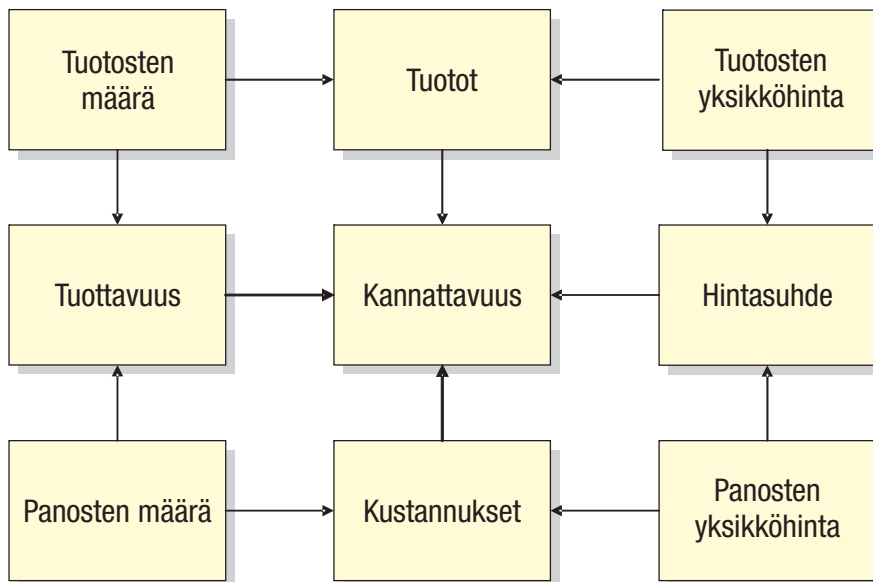 Tuotosten
määrä
Tuotot
Tuotosten
yksikköhinta
Tuottavuus
Kannattavuus
Hintasuhde
Panosten määrä
Kustannukset
Panosten
yksikköhinta